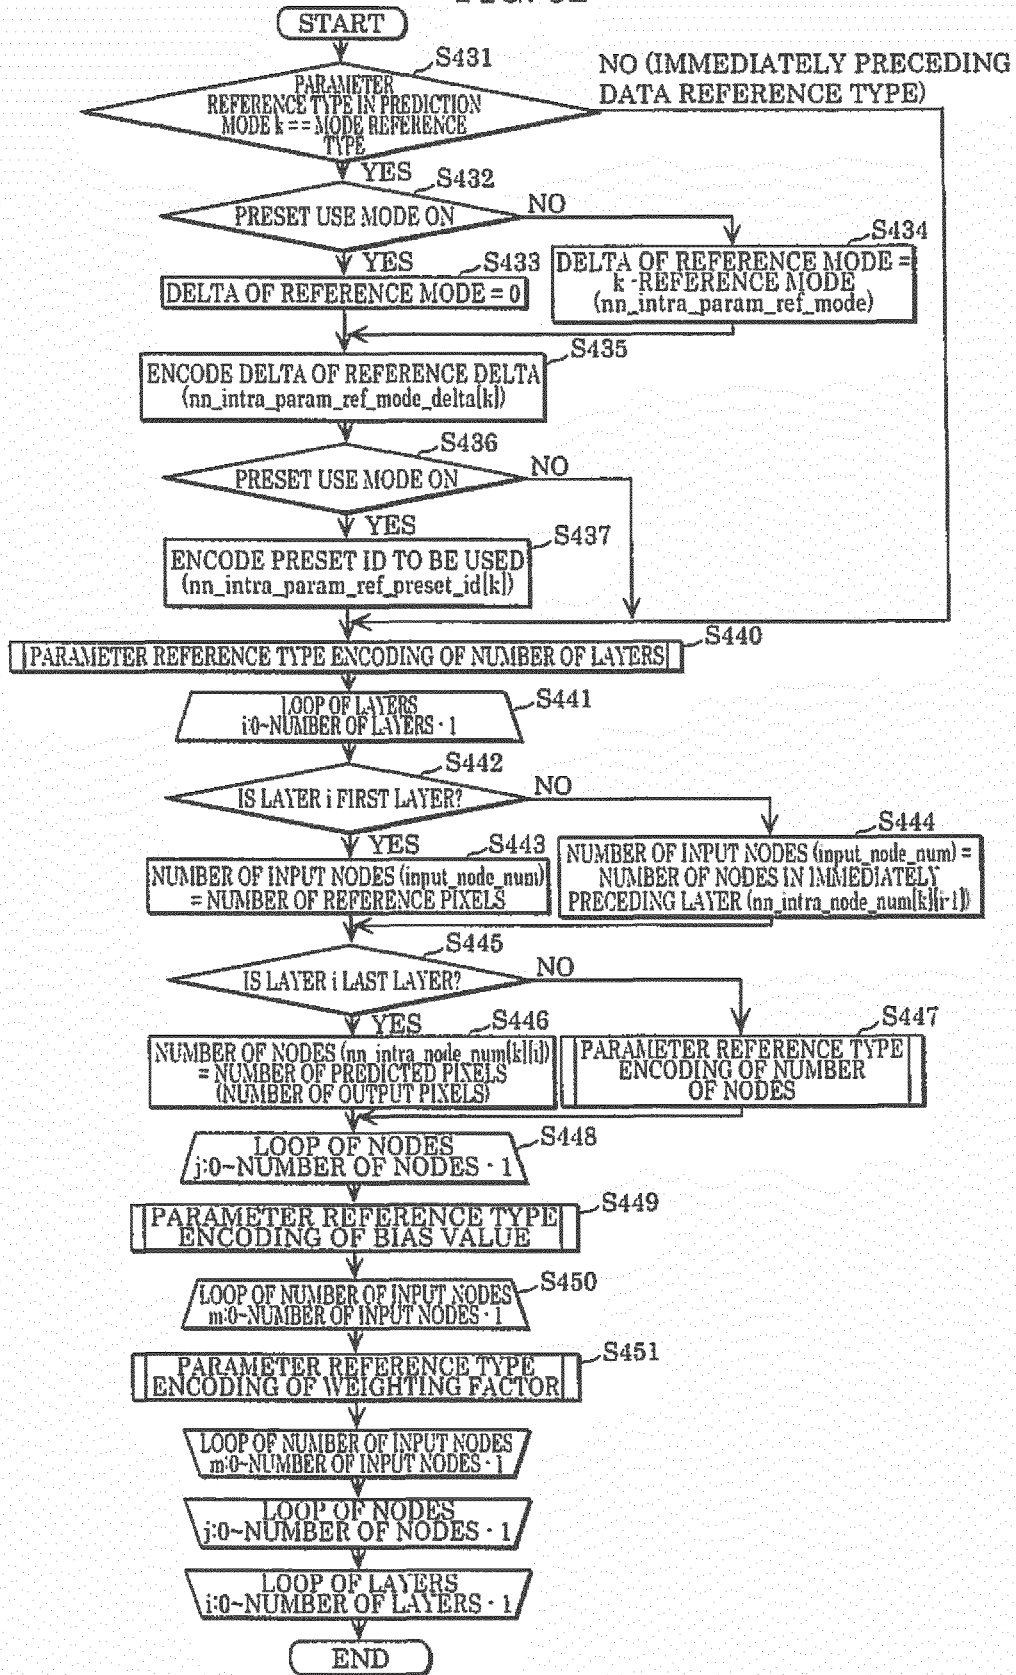 START
S431
PARAMETER
REFERENCE TYPE IN PREDICTION
MODE k == MODE REFERENCE
TYPE
NO (IMMEDIATELY PRECEDING
DATA REFERENCE TYPE)
YES
S432
PRESET USE MODE ON
NO
YES
S433
DELTA OF REFERENCE MODE = 0
S434
DELTA OF REFERENCE MODE =
k - REFERENCE MODE
(nn_intra_param_ref_mode)
S435
ENCODE DELTA OF REFERENCE DELTA
(nn_intra_param_ref_mode_delta[k])
S436
PRESET USE MODE ON
NO
YES
S437
ENCODE PRESET ID TO BE USED
(nn_intra_param_ref_preset_id[k])
S440
PARAMETER REFERENCE TYPE ENCODING OF NUMBER OF LAYERS
S441
LOOP OF LAYERS
i:0~NUMBER OF LAYERS - 1
S442
IS LAYER i FIRST LAYER?
NO
YES
S443
NUMBER OF INPUT NODES (input_node_num)
= NUMBER OF REFERENCE PIXELS
S444
NUMBER OF INPUT NODES (input_node_num) =
NUMBER OF NODES IN IMMEDIATELY
PRECEDING LAYER (nn_intra_node_num[k][i-1])
S445
IS LAYER i LAST LAYER?
NO
YES
S446
NUMBER OF NODES (nn_intra_node_num[k][i])
= NUMBER OF PREDICTED PIXELS
(NUMBER OF OUTPUT PIXELS)
S447
PARAMETER REFERENCE TYPE
ENCODING OF NUMBER
OF NODES
S448
LOOP OF NODES
j:0~NUMBER OF NODES - 1
S449
PARAMETER REFERENCE TYPE
ENCODING OF BIAS VALUE
S450
LOOP OF NUMBER OF INPUT NODES
m:0~NUMBER OF INPUT NODES - 1
S451
PARAMETER REFERENCE TYPE
ENCODING OF WEIGHTING FACTOR
LOOP OF NUMBER OF INPUT NODES
m:0~NUMBER OF INPUT NODES - 1
LOOP OF NODES
j:0~NUMBER OF NODES - 1
LOOP OF LAYERS
i:0~NUMBER OF LAYERS - 1
END